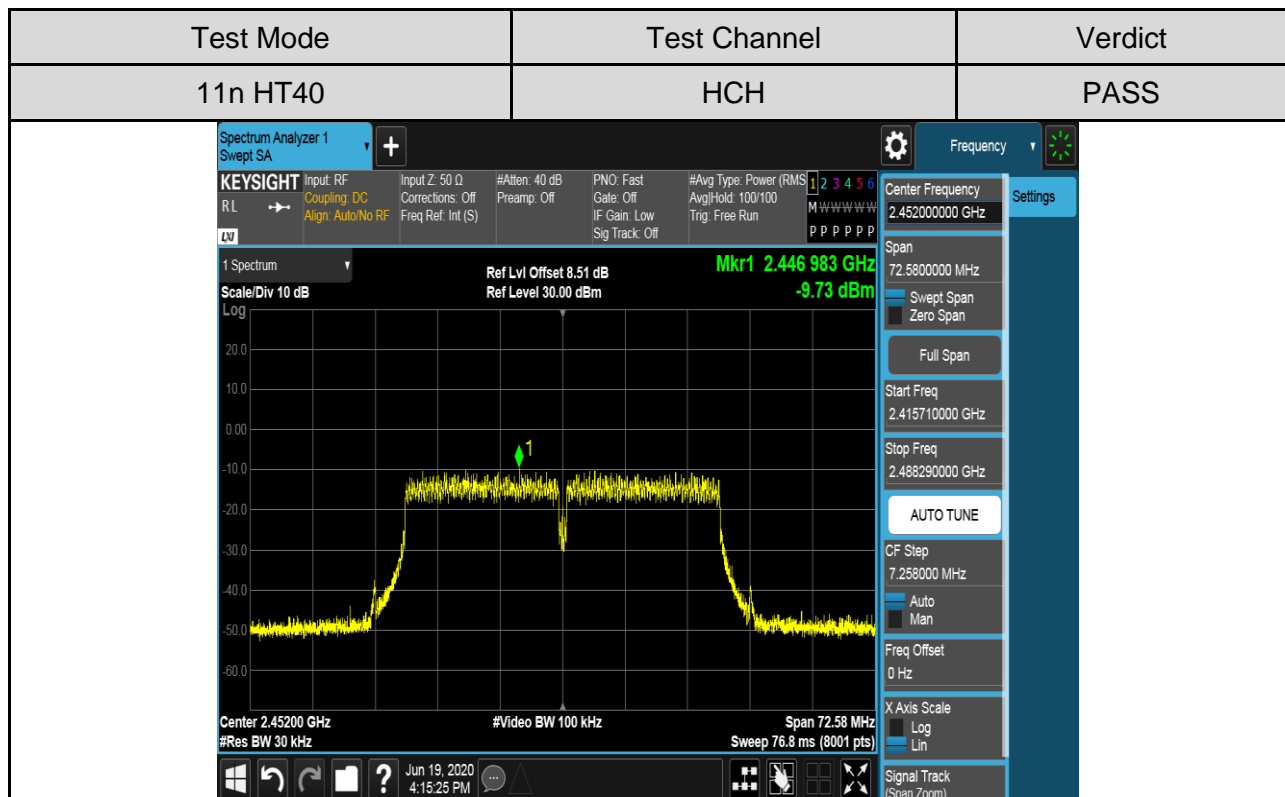 Test Mode Test Channel Verdict
11n HT40 HCH PASS
Spectrum Analyzer 1
Swept SA
+
Frequency
KEYSIGHT Input: RF Input Z: 50 Ω #Atten: 40 dB PNO: Fast #Avg Type: Power (RMS 1 2 3 4 5 6
RL Coupling: DC Corrections: Off Preamp: Off Gate: Off Avg|Hold: 100/100 M W W W W W
Align: Auto/No RF Freq Ref: Int (S) IF Gain: Low Trig: Free Run
LXI Sig Track: Off P P P P P P
1 Spectrum Ref Lvl Offset 8.51 dB Mkr1 2.446 983 GHz
Scale/Div 10 dB Ref Level 30.00 dBm -9.73 dBm
Log
20.0
10.0
0.00
1
-10.0
-20.0
-30.0
-40.0
-50.0
-60.0
Center 2.45200 GHz #Video BW 100 kHz Span 72.58 MHz
#Res BW 30 kHz Sweep 76.8 ms (8001 pts)
? Jun 19, 2020
4:15:25 PM
Center Frequency
2.452000000 GHz
Settings
Span
72.5800000 MHz
Swept Span
Zero Span
Full Span
Start Freq
2.415710000 GHz
Stop Freq
2.488290000 GHz
AUTO TUNE
CF Step
7.258000 MHz
Auto
Man
Freq Offset
0 Hz
X Axis Scale
Log
Lin
Signal Track
(Span Zoom)